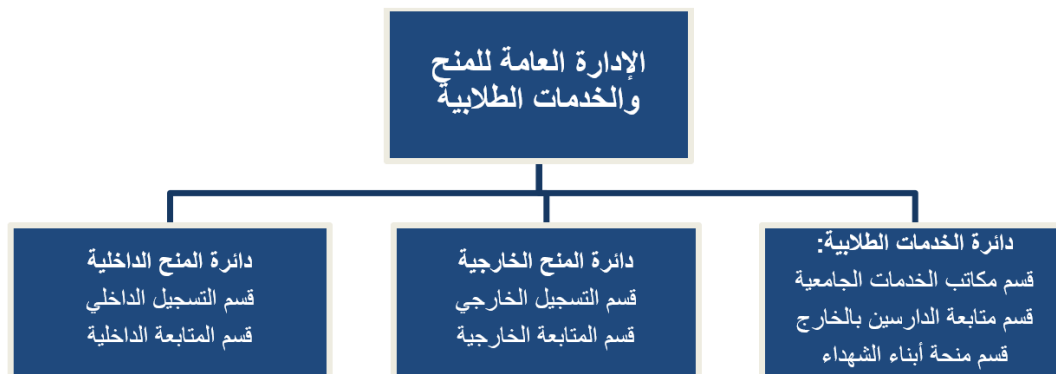 الإدارة العامة للمنح
والخدمات الطلابية
دائرة الخدمات الطلابية:
قسم مكاتب الخدمات الجامعية
قسم متابعة الدارسين بالخارج
قسم منحة أبناء الشهداء
دائرة المنح الخارجية
قسم التسجيل الخارجي
قسم المتابعة الخارجية
دائرة المنح الداخلية
قسم التسجيل الداخلي
قسم المتابعة الداخلية